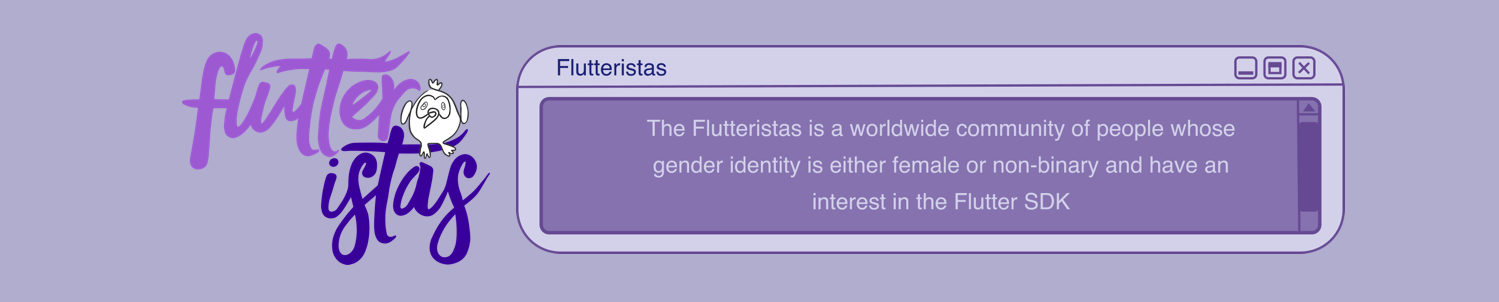 flutter
istas
Flutteristas
The Flutteristas is a worldwide community of people whose
gender identity is either female or non-binary and have an
interest in the Flutter SDK